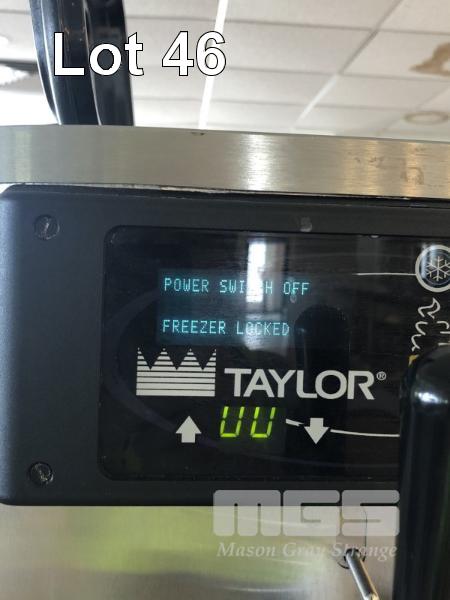 Lot 46
POWER SWITCH OFF
FREEZER LOCKED
TAYLOR®
UU
MGS
Mason Gray Strange